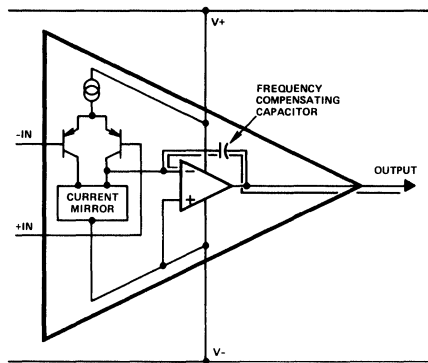 V+
FREQUENCY
COMPENSATING
CAPACITOR
-IN
−
OUTPUT
CURRENT
MIRROR
+
+IN
V-